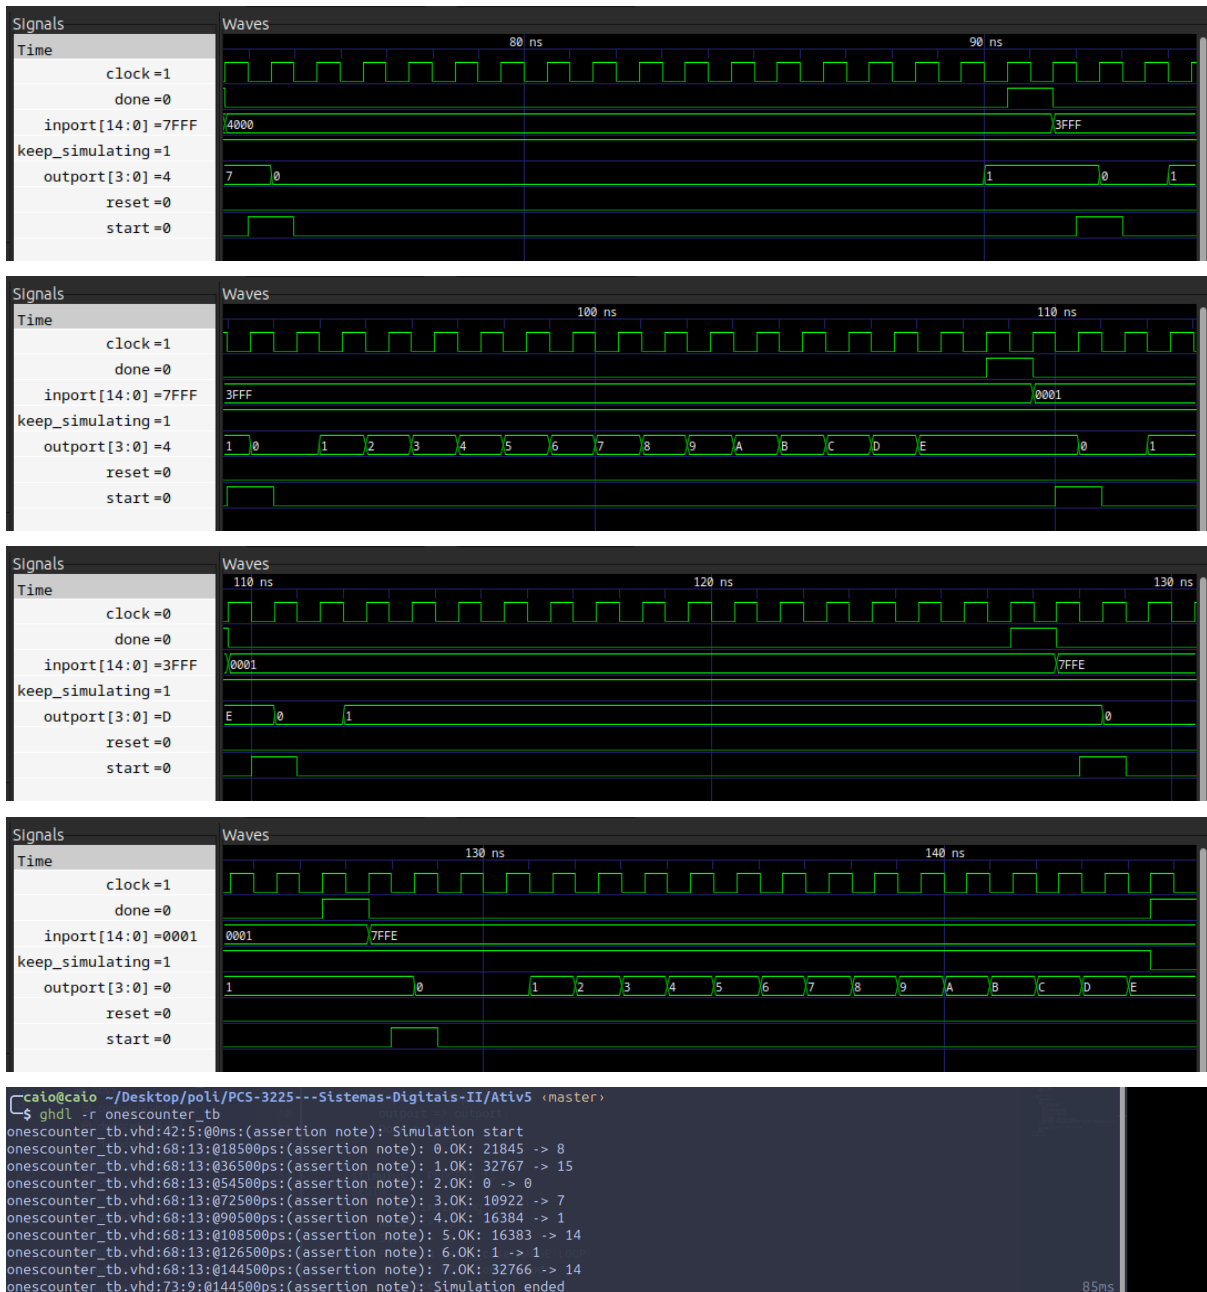 Signals Waves
Time 80 ns 90 ns
clock =1
done =0
inport[14:0] =7FFF 4000 3FFF
keep_simulating =1
outport[3:0] =4 7 0 1 0 1
reset =0
start =0
Signals Waves
Time 100 ns 110 ns
clock =1
done =0
inport[14:0] =7FFF 3FFF 0001
keep_simulating =1
outport[3:0] =4 1 0 1 2 3 4 5 6 7 8 9 A B C D E 0 1
reset =0
start =0
Signals Waves
Time 110 ns 120 ns 130 ns
clock =0
done =0
inport[14:0] =3FFF 0001 7FFE
keep_simulating =1
outport[3:0] =D E 0 1 0
reset =0
start =0
Signals Waves
Time 130 ns 140 ns
clock =1
done =0
inport[14:0] =0001 0001 7FFE
keep_simulating =1
outport[3:0] =0 1 0 1 2 3 4 5 6 7 8 9 A B C D E
reset =0
start =0
caio@caio ~/Desktop/poli/PCS-3225---Sistemas-Digitais-II/Ativ5 ‹master›
$ ghdl -r onescounter_tb
onescounter_tb.vhd:42:5:@0ms:(assertion note): Simulation start
onescounter_tb.vhd:68:13:@18500ps:(assertion note): 0.OK: 21845 -> 8
onescounter_tb.vhd:68:13:@36500ps:(assertion note): 1.OK: 32767 -> 15
onescounter_tb.vhd:68:13:@54500ps:(assertion note): 2.OK: 0 -> 0
onescounter_tb.vhd:68:13:@72500ps:(assertion note): 3.OK: 10922 -> 7
onescounter_tb.vhd:68:13:@90500ps:(assertion note): 4.OK: 16384 -> 1
onescounter_tb.vhd:68:13:@108500ps:(assertion note): 5.OK: 16383 -> 14
onescounter_tb.vhd:68:13:@126500ps:(assertion note): 6.OK: 1 -> 1
onescounter_tb.vhd:68:13:@144500ps:(assertion note): 7.OK: 32766 -> 14
onescounter_tb.vhd:73:9:@144500ps:(assertion note): Simulation ended 85ms